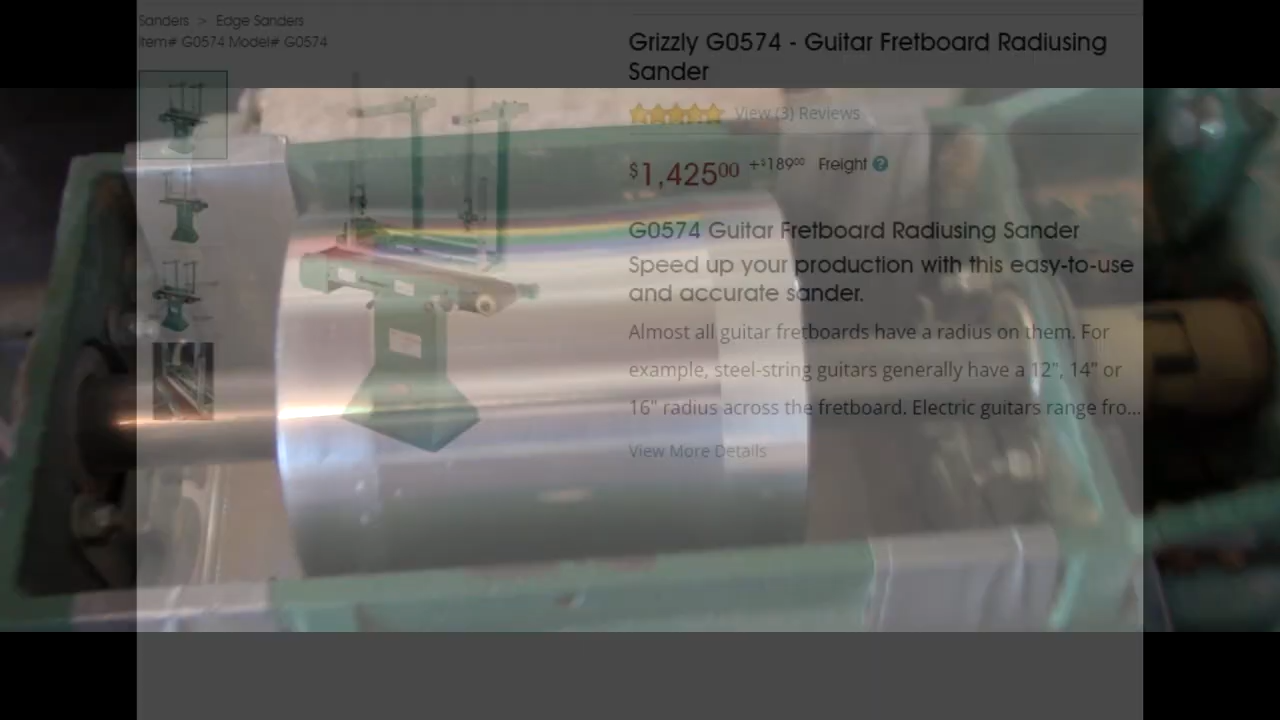 Sanders > Edge Sanders
Item# G0574 Model# G0574
Grizzly G0574 - Guitar Fretboard Radiusing
Sander
View (3) Reviews
$1,425.00 +$189.00 Freight ?
G0574 Guitar Fretboard Radiusing Sander
Speed up your production with this easy-to-use
and accurate sander.
Almost all guitar fretboards have a radius on them. For
example, steel-string guitars generally have a 12", 14" or
16" radius across the fretboard. Electric guitars range fro...
View More Details